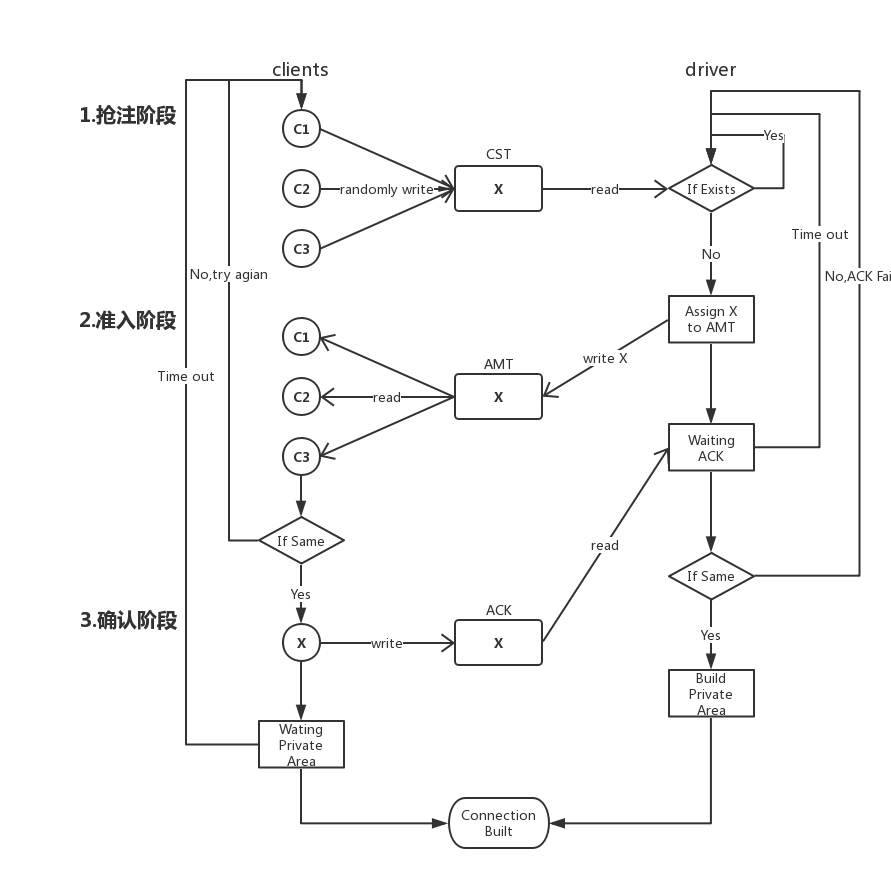 clients
driver
1.抢注阶段
C1
Yes
CST
C2
randomly write
X
read
If Exists
C3
Time out
No
No,try agian
No,ACK Fai
2.准入阶段
Assign X
to AMT
C1
write X
AMT
Time out
C2
read
X
Waiting
ACK
C3
If Same
read
If Same
Yes
ACK
3.确认阶段
X
write
X
Yes
Build
Private
Area
Wating
Private
Area
Connection
Built